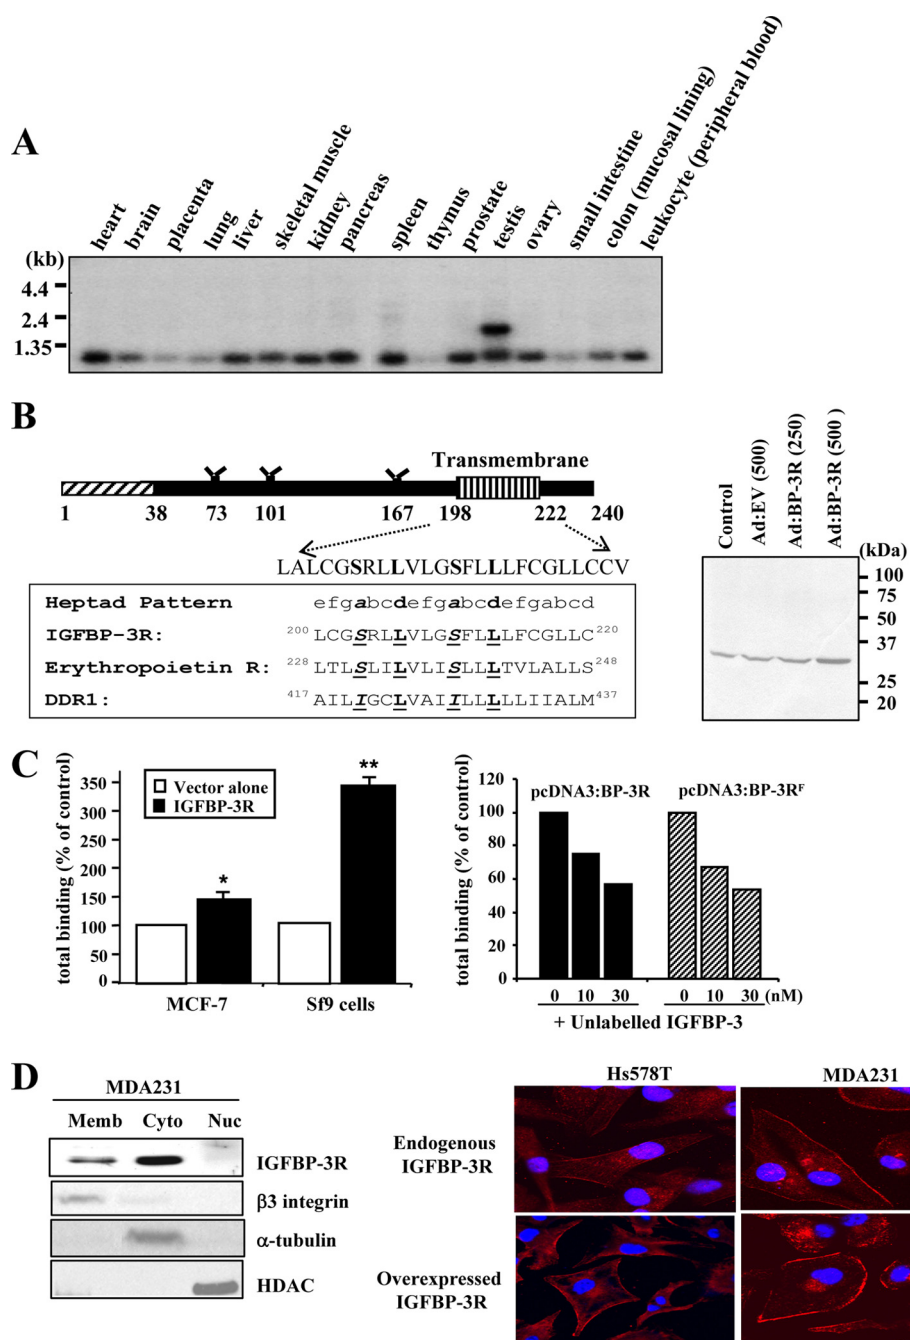 A
heart
brain
placenta
lung
liver
skeletal muscle
kidney
pancreas
spleen
thymus
prostate
testis
ovary
small intestine
colon (mucosal lining)
leukocyte (peripheral blood)
(kb)
4.4
2.4
1.35
B
Transmembrane
1 38 73 101 167 198 222 240
LALCGSRLLVLGSFLLLFCGLLCCV
Heptad Pattern efgabcdefgabcdefgabcd
IGFBP-3R: 200 LCGSRLLVLGSFLLLFCGLLC 220
Erythropoietin R: 228 LTLSLILVLISLLLTVLALLS 248
DDR1: 417 AILIGCLVAIILLLLLIIALM 437
Control
Ad:EV (500)
Ad:BP-3R (250)
Ad:BP-3R (500)
(kDa)
100
75
50
37
25
20
C
total binding (% of control)
350
300
250
200
150
100
50
0
Vector alone
IGFBP-3R
*
**
MCF-7 Sf9 cells
total binding (% of control)
120
100
80
60
40
20
0
pcDNA3:BP-3R pcDNA3:BP-3Rᶠ
0 10 30 0 10 30 (nM)
+ Unlabelled IGFBP-3
D
MDA231
Memb Cyto Nuc
IGFBP-3R
β3 integrin
α-tubulin
HDAC
Hs578T MDA231
Endogenous
IGFBP-3R
Overexpressed
IGFBP-3R